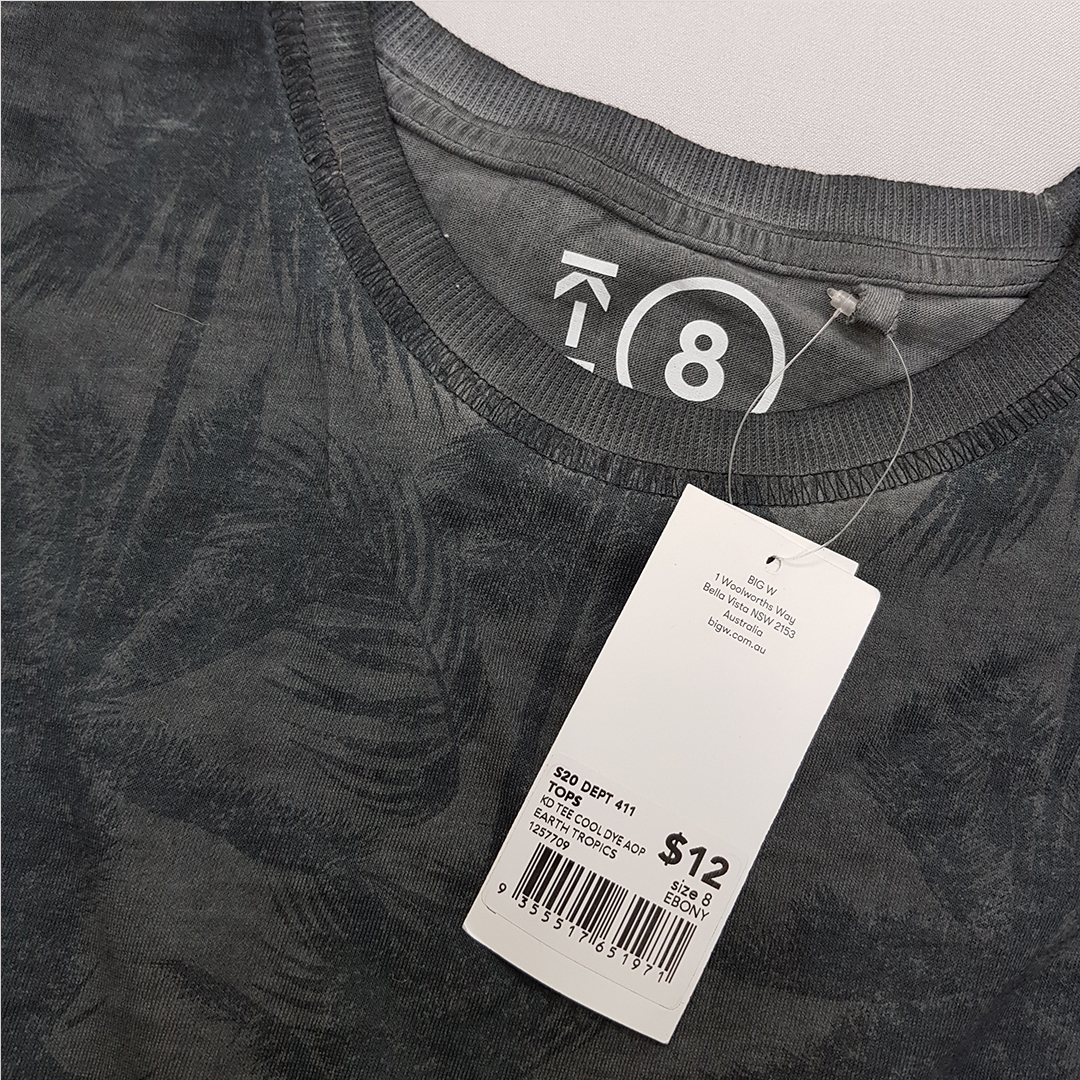 8
BIG W
1 Woolworths Way
Bella Vista NSW 2153
Australia
bigw.com.au
S20 DEPT 411
TOPS
KD TEE COOL DYE AOP
EARTH TROPICS
1257709
$12
size 8
EBONY
9 355517 651971